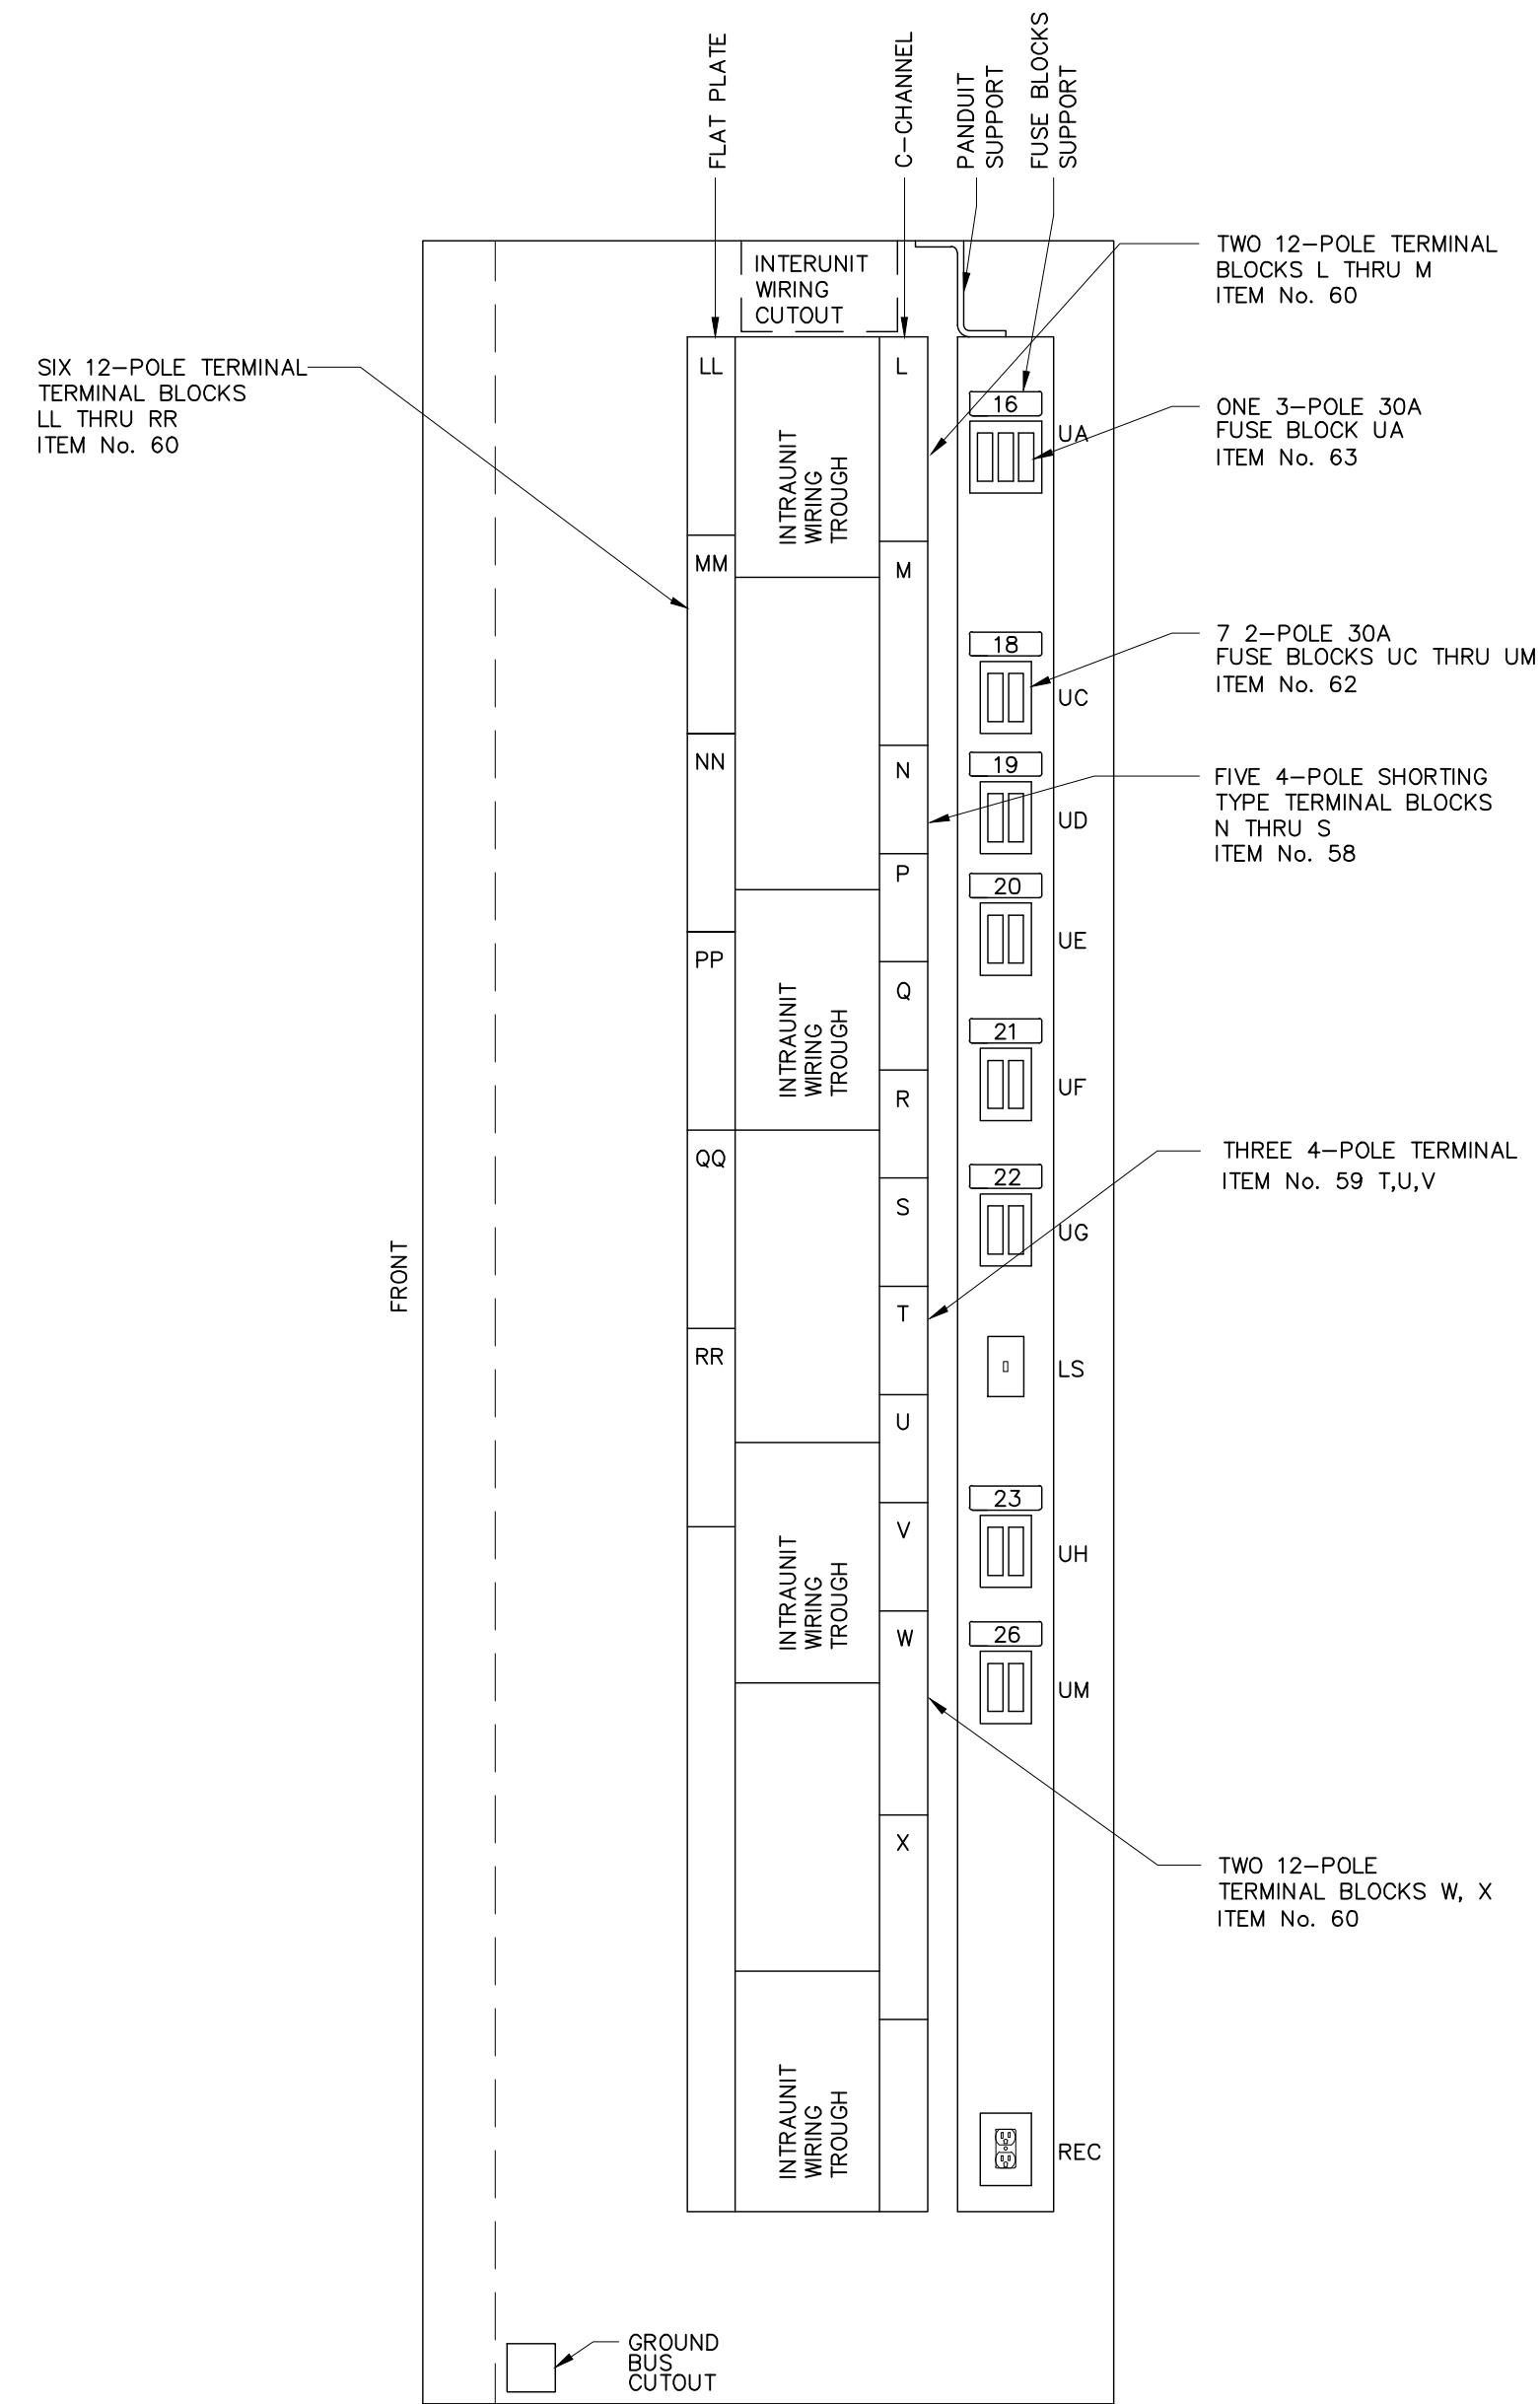 FLAT PLATE
C-CHANNEL
PANDUIT
SUPPORT
FUSE BLOCKS
SUPPORT
INTERUNIT
WIRING
CUTOUT
TWO 12-POLE TERMINAL
BLOCKS L THRU M
ITEM No. 60
SIX 12-POLE TERMINAL
TERMINAL BLOCKS
LL THRU RR
ITEM No. 60
LL
MM
NN
PP
QQ
RR
INTRAUNIT
WIRING
TROUGH
INTRAUNIT
WIRING
TROUGH
INTRAUNIT
WIRING
TROUGH
INTRAUNIT
WIRING
TROUGH
L
M
N
P
Q
R
S
T
U
V
W
X
16
UA
18
UC
19
UD
20
UE
21
UF
22
UG
LS
23
UH
26
UM
REC
ONE 3-POLE 30A
FUSE BLOCK UA
ITEM No. 63
7 2-POLE 30A
FUSE BLOCKS UC THRU UM
ITEM No. 62
FIVE 4-POLE SHORTING
TYPE TERMINAL BLOCKS
N THRU S
ITEM No. 58
THREE 4-POLE TERMINAL
ITEM No. 59 T,U,V
TWO 12-POLE
TERMINAL BLOCKS W, X
ITEM No. 60
FRONT
GROUND
BUS
CUTOUT